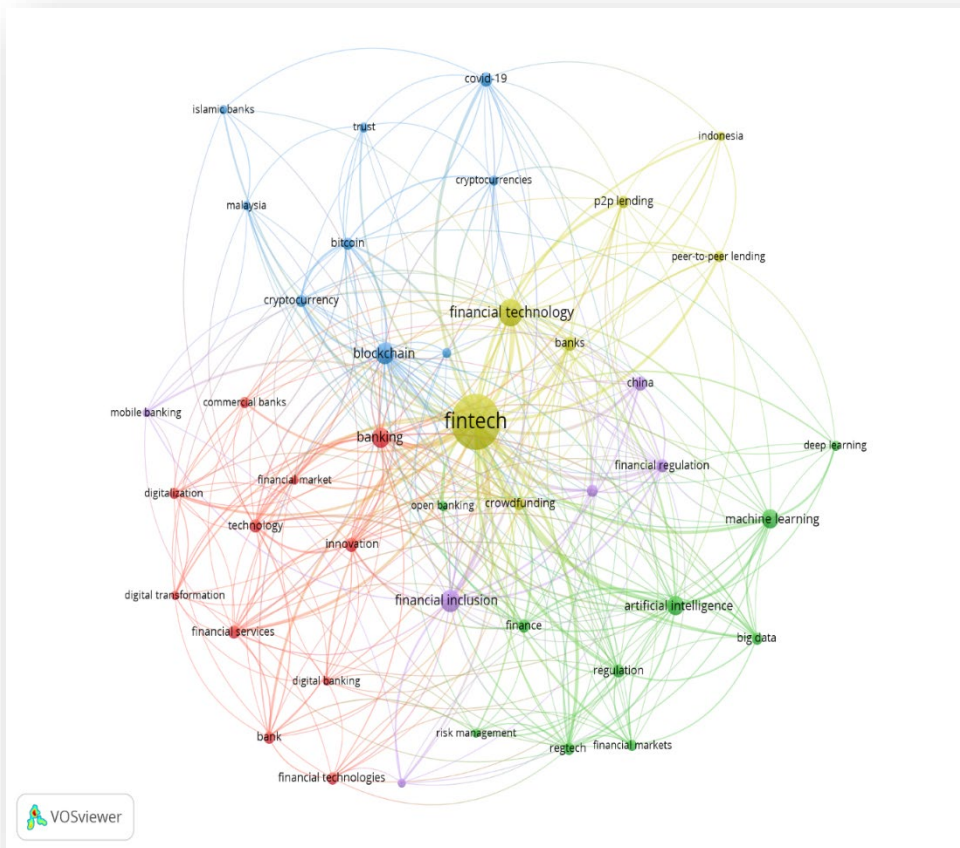 covid-19
islamic banks
trust
indonesia
cryptocurrencies
p2p lending
malaysia
bitcoin
peer-to-peer lending
cryptocurrency
financial technology
banks
blockchain
china
commercial banks
mobile banking
fintech
banking
deep learning
financial regulation
financial market
digitalization
open banking
crowdfunding
machine learning
technology
innovation
digital transformation
financial inclusion
artificial intelligence
finance
financial services
big data
regulation
digital banking
risk management
bank
regtech
financial markets
financial technologies
VOSviewer